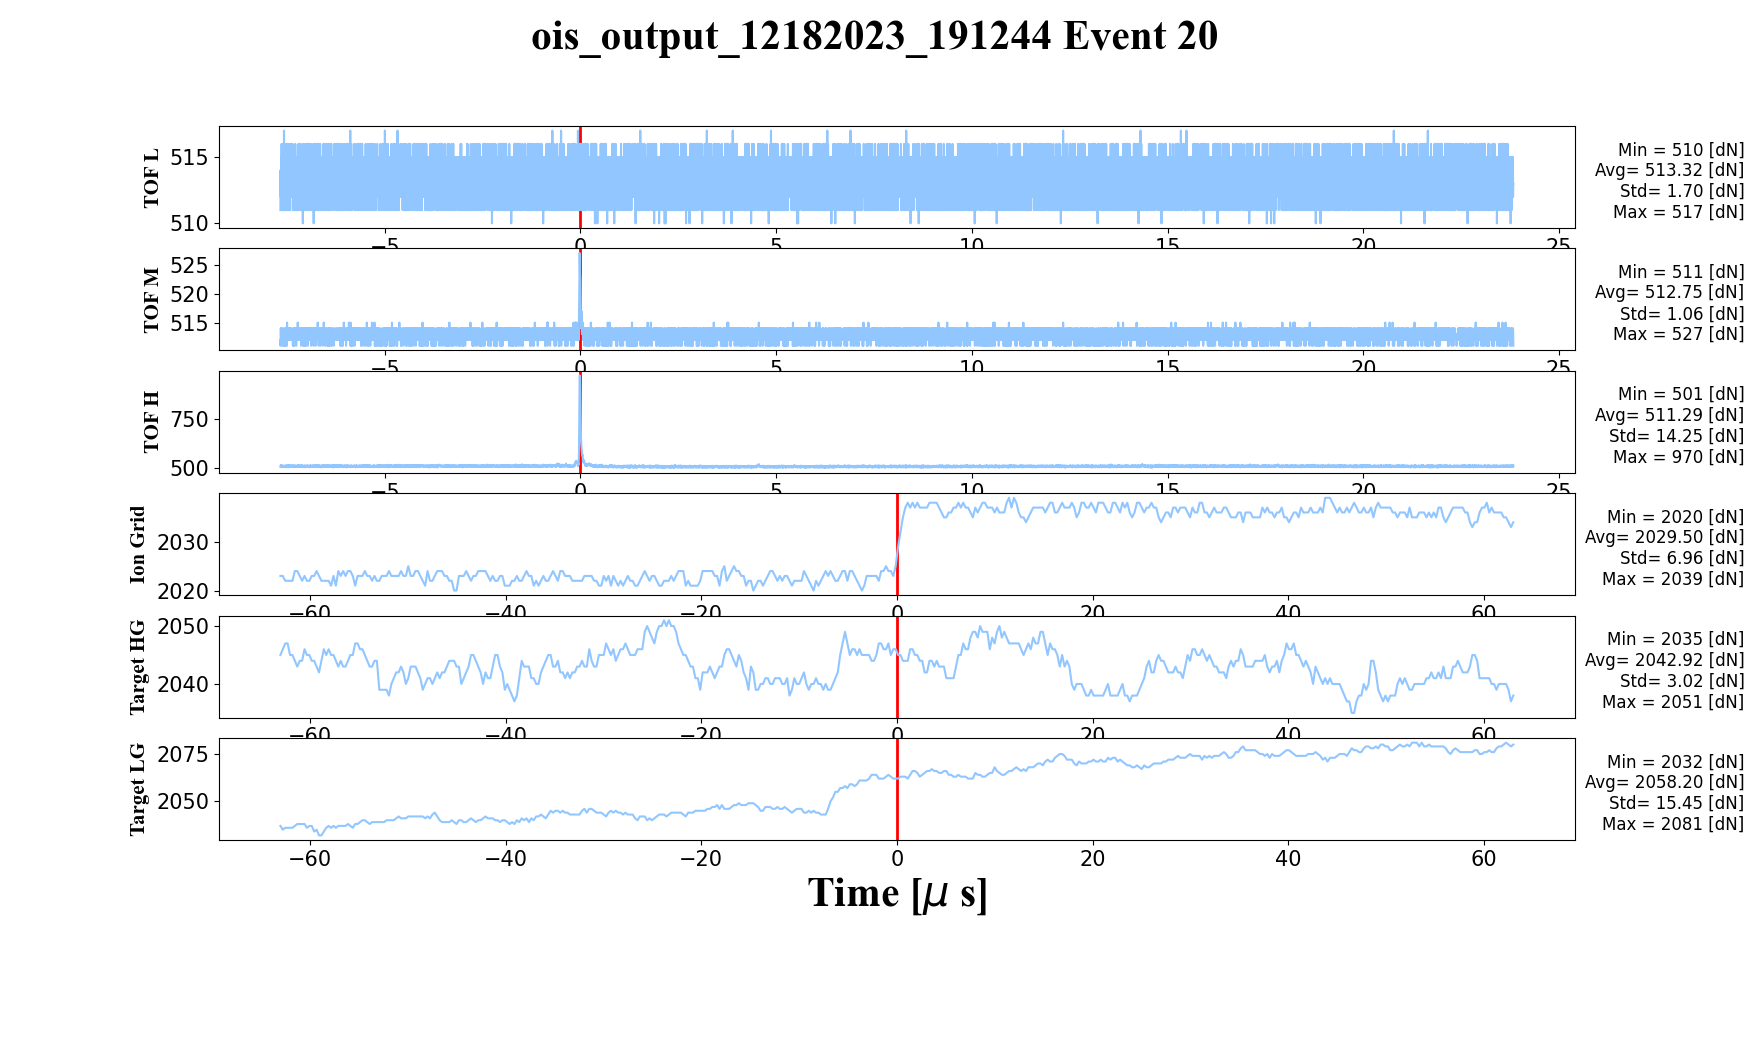 ois_output_12182023_191244 Event 20
TOF L
515
510
Min = 510 [dN]
Avg= 513.32 [dN]
Std= 1.70 [dN]
Max = 517 [dN]
−5 0 5 10 15 20 25
TOF M
525
520
515
Min = 511 [dN]
Avg= 512.75 [dN]
Std= 1.06 [dN]
Max = 527 [dN]
−5 0 5 10 15 20 25
TOF H
750
500
Min = 501 [dN]
Avg= 511.29 [dN]
Std= 14.25 [dN]
Max = 970 [dN]
−5 0 5 10 15 20 25
Ion Grid
2030
2020
Min = 2020 [dN]
Avg= 2029.50 [dN]
Std= 6.96 [dN]
Max = 2039 [dN]
−60 −40 −20 0 20 40 60
Target HG
2050
2040
Min = 2035 [dN]
Avg= 2042.92 [dN]
Std= 3.02 [dN]
Max = 2051 [dN]
−60 −40 −20 0 20 40 60
Target LG
2075
2050
Min = 2032 [dN]
Avg= 2058.20 [dN]
Std= 15.45 [dN]
Max = 2081 [dN]
−60 −40 −20 0 20 40 60
Time [μ s]